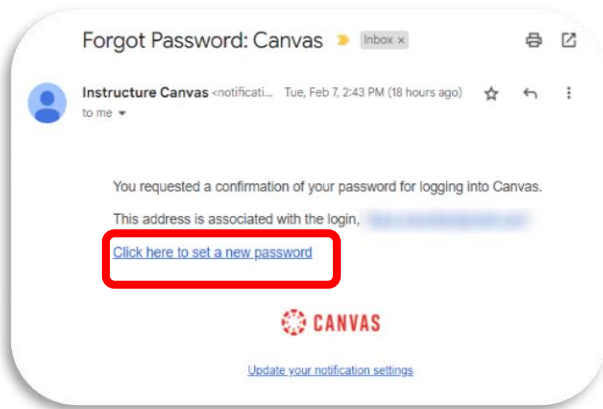 Forgot Password: Canvas Inbox ×
Instructure Canvas <notificati... Tue, Feb 7, 2:43 PM (18 hours ago)
to me
You requested a confirmation of your password for logging into Canvas.
This address is associated with the login,
Click here to set a new password
CANVAS
Update your notification settings